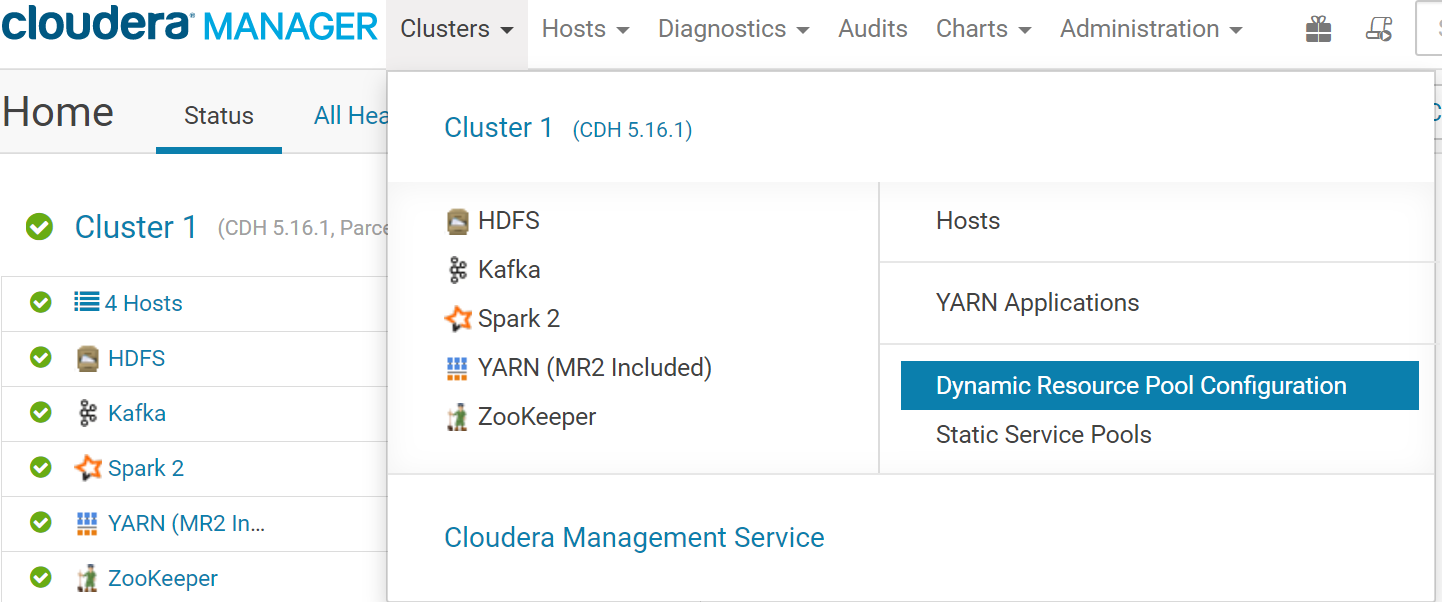 cloudera MANAGER
Clusters
Hosts
Diagnostics
Audits
Charts
Administration
Home
Status
All Hea
Cluster 1 (CDH 5.16.1)
Cluster 1 (CDH 5.16.1, Parce
4 Hosts
HDFS
Kafka
Spark 2
YARN (MR2 In...
ZooKeeper
HDFS
Kafka
Spark 2
YARN (MR2 Included)
ZooKeeper
Hosts
YARN Applications
Dynamic Resource Pool Configuration
Static Service Pools
Cloudera Management Service